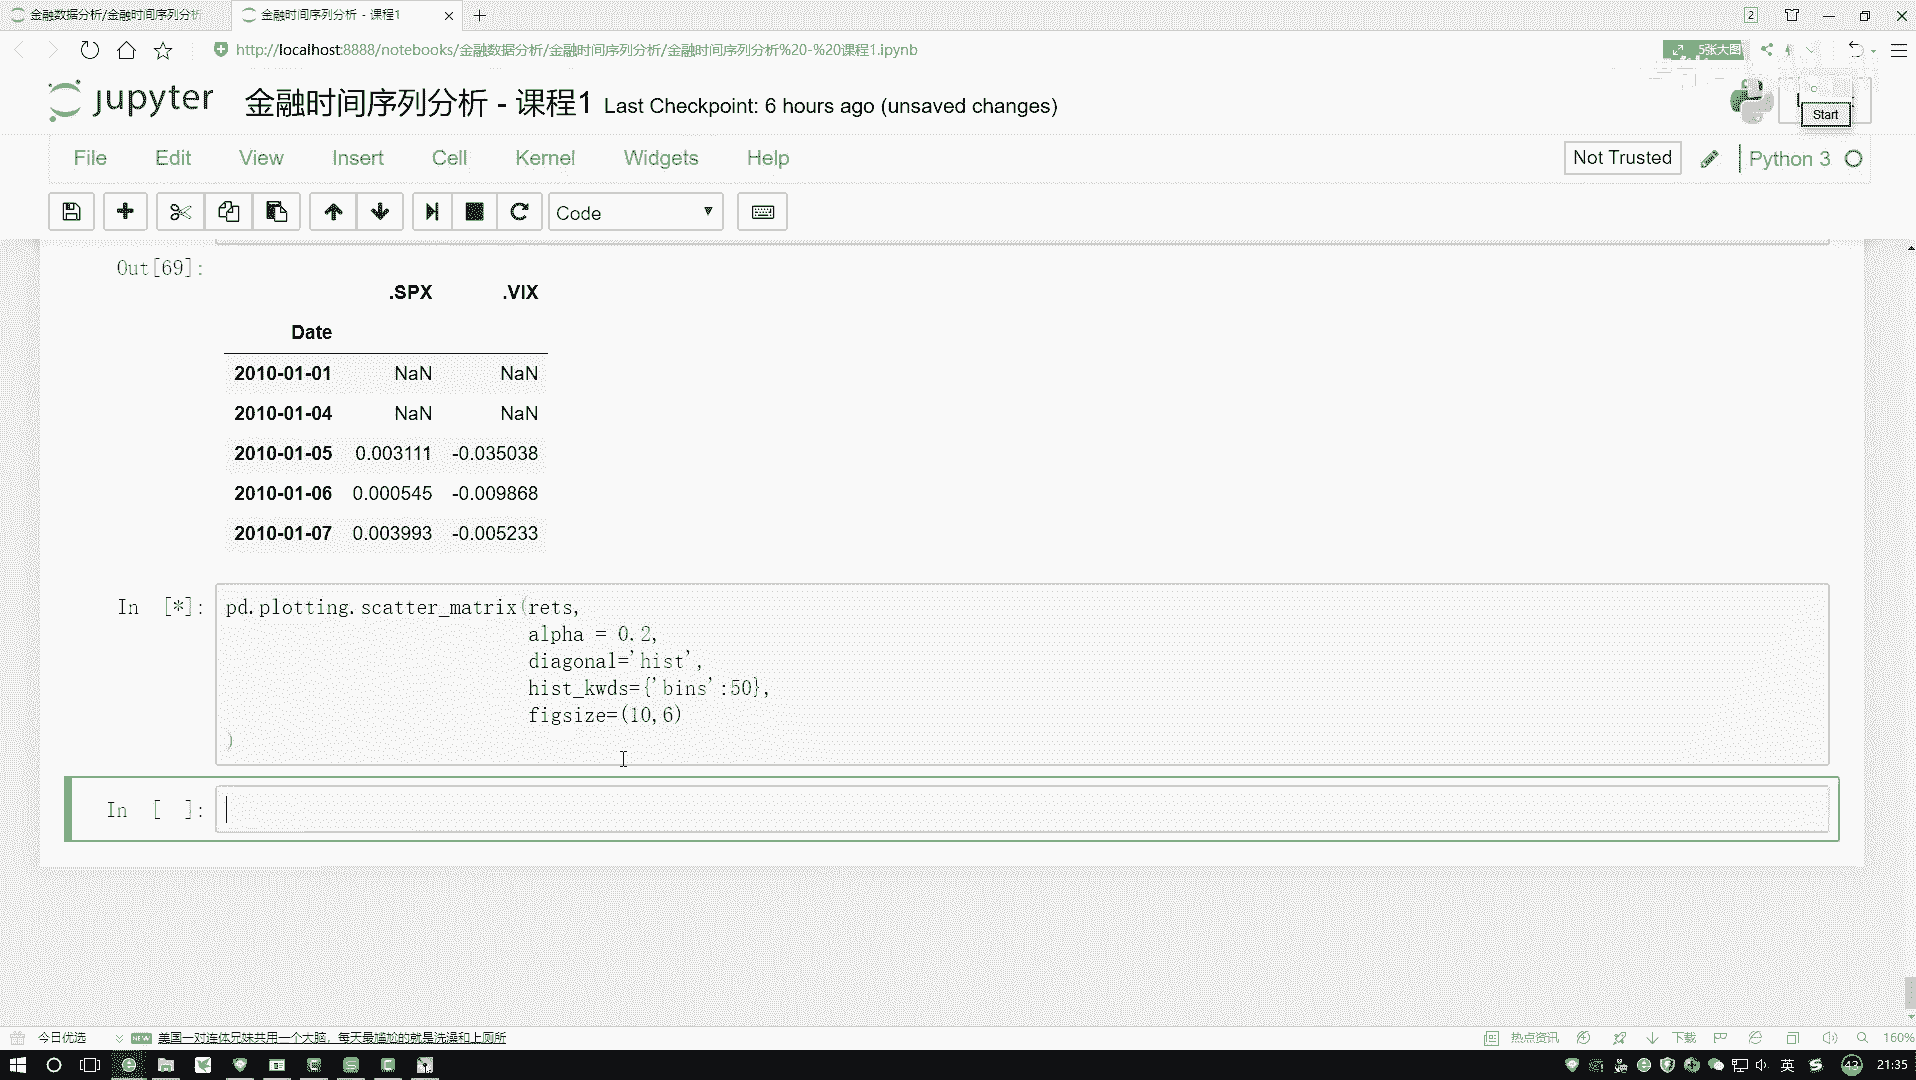 金融数据分析/金融时间序列分析
金融时间序列分析 - 课程1
2
http://localhost:8888/notebooks/金融数据分析/金融时间序列分析/金融时间序列分析%20-%20课程1.ipynb
5张大图
jupyter 金融时间序列分析 - 课程1 Last Checkpoint: 6 hours ago (unsaved changes)
Start
File Edit View Insert Cell Kernel Widgets Help
Not Trusted
Python 3
Code
Out[69]:
.SPX .VIX
Date
2010-01-01 NaN NaN
2010-01-04 NaN NaN
2010-01-05 0.003111 -0.035038
2010-01-06 0.000545 -0.009868
2010-01-07 0.003993 -0.005233
In [*]: pd.plotting.scatter_matrix(rets,
alpha = 0.2,
diagonal='hist',
hist_kwds={'bins':50},
figsize=(10,6)
)
In [ ]:
今日优选
NEW 美国一对连体兄妹共用一个大脑，每天最尴尬的就是洗澡和上厕所
热点资讯
下载
160%
英
43
21:35